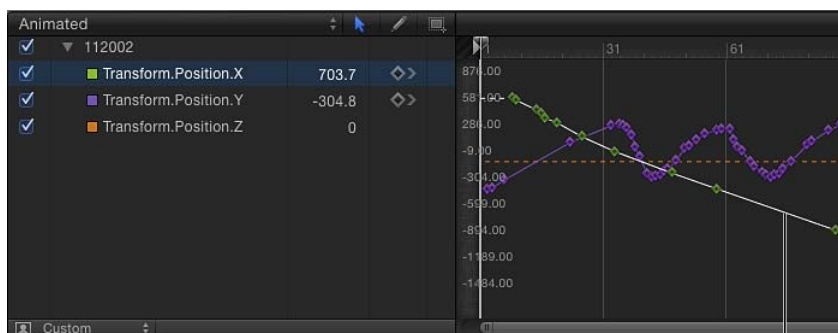 Animated
112002
Transform.Position.X 703.7
Transform.Position.Y -304.8
Transform.Position.Z 0
Custom
1 31 61
876.00
581.00
286.00
-9.00
-304.00
-599.00
-894.00
-1189.00
-1484.00